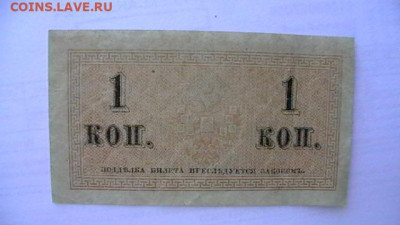 COINS.LAVE.RU
1 1
КОП. КОП.
ПОДДѢЛКА БИЛЕТА ПРЕСЛѢДУЕТСЯ ЗАКОНОМЪ.